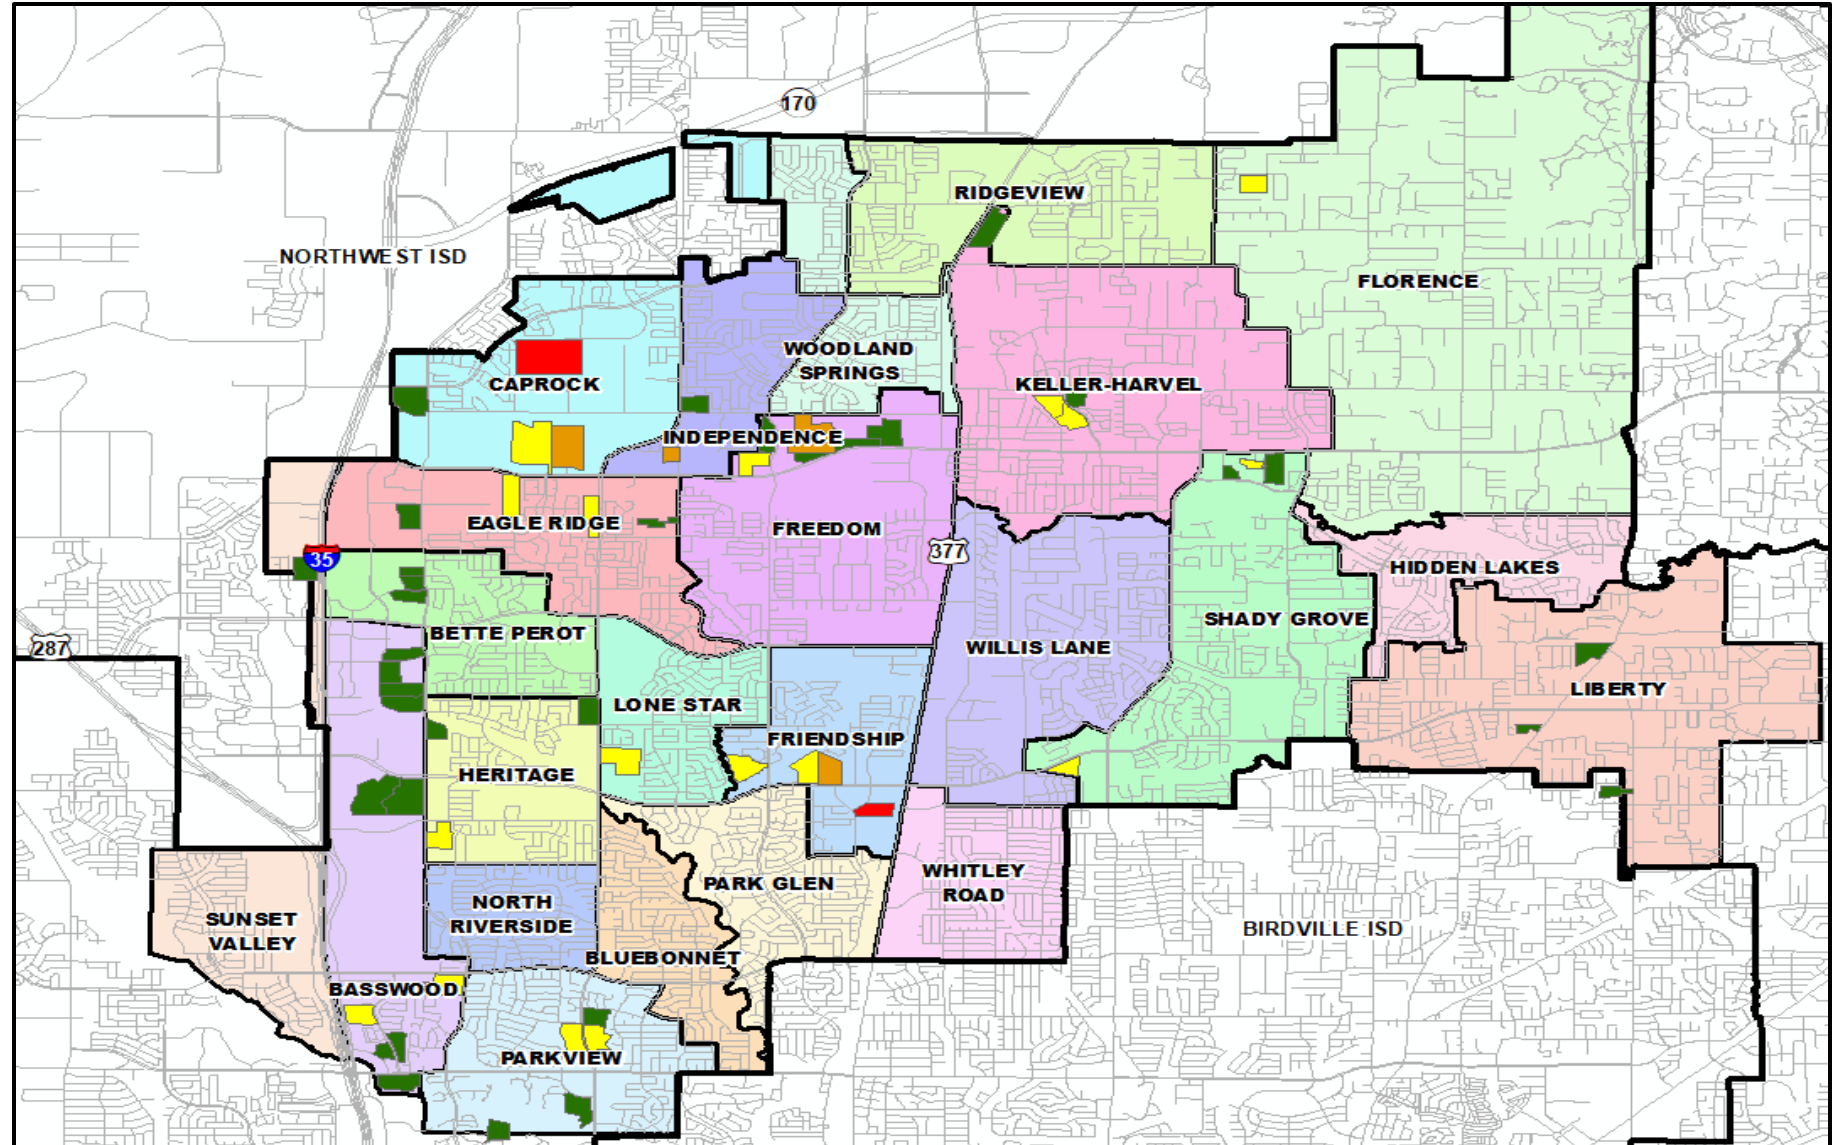 170
RIDGEVIEW
NORTHWEST ISD
FLORENCE
WOODLAND
SPRINGS
CAPROCK
KELLER-HARVEL
INDEPENDENCE
EAGLE RIDGE
FREEDOM
377
35
HIDDEN LAKES
SHADY GROVE
BETTE PEROT
287
WILLIS LANE
LIBERTY
LONE STAR
FRIENDSHIP
HERITAGE
WHITLEY
ROAD
PARK GLEN
NORTH
RIVERSIDE
SUNSET
VALLEY
BIRDVILLE ISD
BLUEBONNET
BASSWOOD
PARKVIEW